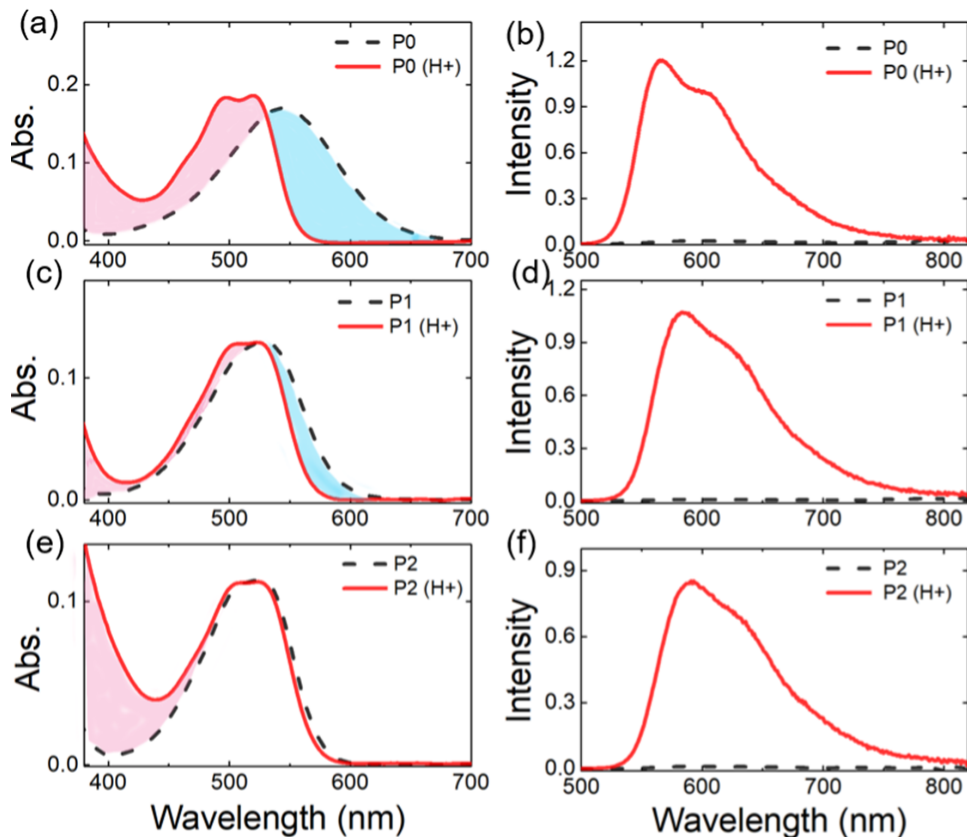 (a)
P0
P0 (H+)
Abs.
0.2
0.1
0.0
400 500 600 700
(b)
P0
P0 (H+)
Intensity
1.2
0.9
0.6
0.3
0.0
500 600 700 800
(c)
P1
P1 (H+)
Abs.
0.1
0.0
400 500 600 700
(d)
P1
P1 (H+)
Intensity
1.2
0.9
0.6
0.3
0.0
500 600 700 800
(e)
P2
P2 (H+)
Abs.
0.1
0.0
400 500 600 700
Wavelength (nm)
(f)
P2
P2 (H+)
Intensity
0.9
0.6
0.3
0.0
500 600 700 800
Wavelength (nm)